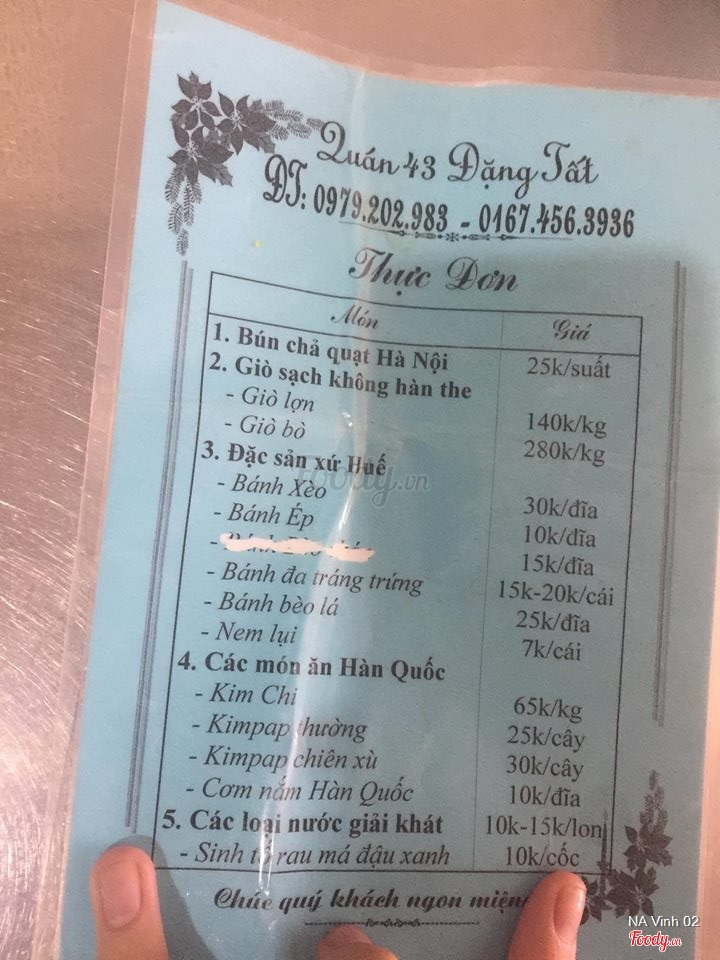 Quán 43 Đặng Tất
ĐT: 0979.202.983 - 0167.456.3936
Thực Đơn
Món Giá
1. Bún chả quạt Hà Nội 25k/suất
2. Giò sạch không hàn the
- Giò lợn 140k/kg
- Giò bò 280k/kg
3. Đặc sản xứ Huế
- Bánh Xèo 30k/đĩa
- Bánh Ép 10k/đĩa
- 15k/đĩa
- Bánh đa tráng trứng 15k-20k/cái
- Bánh bèo lá 25k/đĩa
- Nem lụi 7k/cái
4. Các món ăn Hàn Quốc
- Kim Chi 65k/kg
- Kimpap thường 25k/cây
- Kimpap chiên xù 30k/cây
- Cơm nắm Hàn Quốc 10k/đĩa
5. Các loại nước giải khát 10k-15k/lon
- Sinh tố rau má đậu xanh 10k/cốc
Chúc quý khách ngon miệng
Foody.vn
NA Vinh 02
Foody.vn